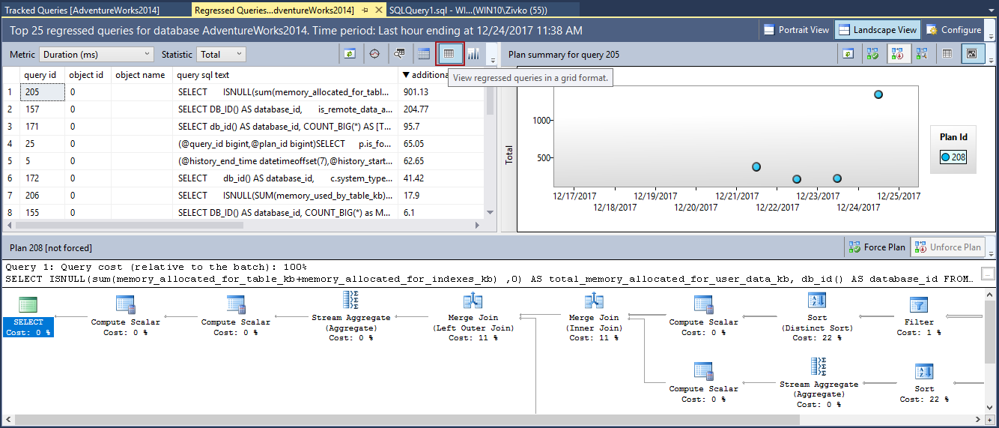 Tracked Queries [AdventureWorks2014]
Regressed Queries...dventureWorks2014]
SQLQuery1.sql - WI...(WIN10\Zivko (55))
Top 25 regressed queries for database AdventureWorks2014. Time period: Last hour ending at 12/24/2017 11:38 AM
Portrait View
Landscape View
Configure
Metric Duration (ms)
Statistic Total
View regressed queries in a grid format.
query id object id object name query sql text additiona
1 205 0 SELECT ISNULL(sum(memory_allocated_for_tabl... 901.13
2 157 0 SELECT DB_ID() AS database_id, is_remote_data_a... 204.77
3 171 0 SELECT db_id() AS database_id, COUNT_BIG(*) AS [T... 95.7
4 25 0 (@query_id bigint,@plan_id bigint)SELECT p.is_fo... 65.05
5 5 0 (@history_end_time datetimeoffset(7),@history_start... 62.65
6 172 0 SELECT db_id() AS database_id, c.system_type... 41.42
7 206 0 SELECT ISNULL(SUM(memory_used_by_table_kb)... 17.9
8 155 0 SELECT DB_ID() AS database_id, COUNT_BIG(*) as M... 6.1
Plan summary for query 205
Total
1000
500
12/17/2017 12/19/2017 12/21/2017 12/23/2017 12/25/2017
12/18/2017 12/20/2017 12/22/2017 12/24/2017
Plan Id
208
Plan 208 [not forced]
Force Plan
Unforce Plan
Query 1: Query cost (relative to the batch): 100%
SELECT ISNULL(sum(memory_allocated_for_table_kb+memory_allocated_for_indexes_kb) ,0) AS total_memory_allocated_for_user_data_kb, db_id() AS database_id FROM...
SELECT
Cost: 0 %
Compute Scalar
Cost: 0 %
Compute Scalar
Cost: 0 %
Stream Aggregate
(Aggregate)
Cost: 0 %
Merge Join
(Left Outer Join)
Cost: 11 %
Merge Join
(Inner Join)
Cost: 11 %
Compute Scalar
Cost: 0 %
Sort
(Distinct Sort)
Cost: 22 %
Filter
Cost: 1 %
Compute Scalar
Cost: 0 %
Stream Aggregate
(Aggregate)
Cost: 0 %
Sort
Cost: 22 %